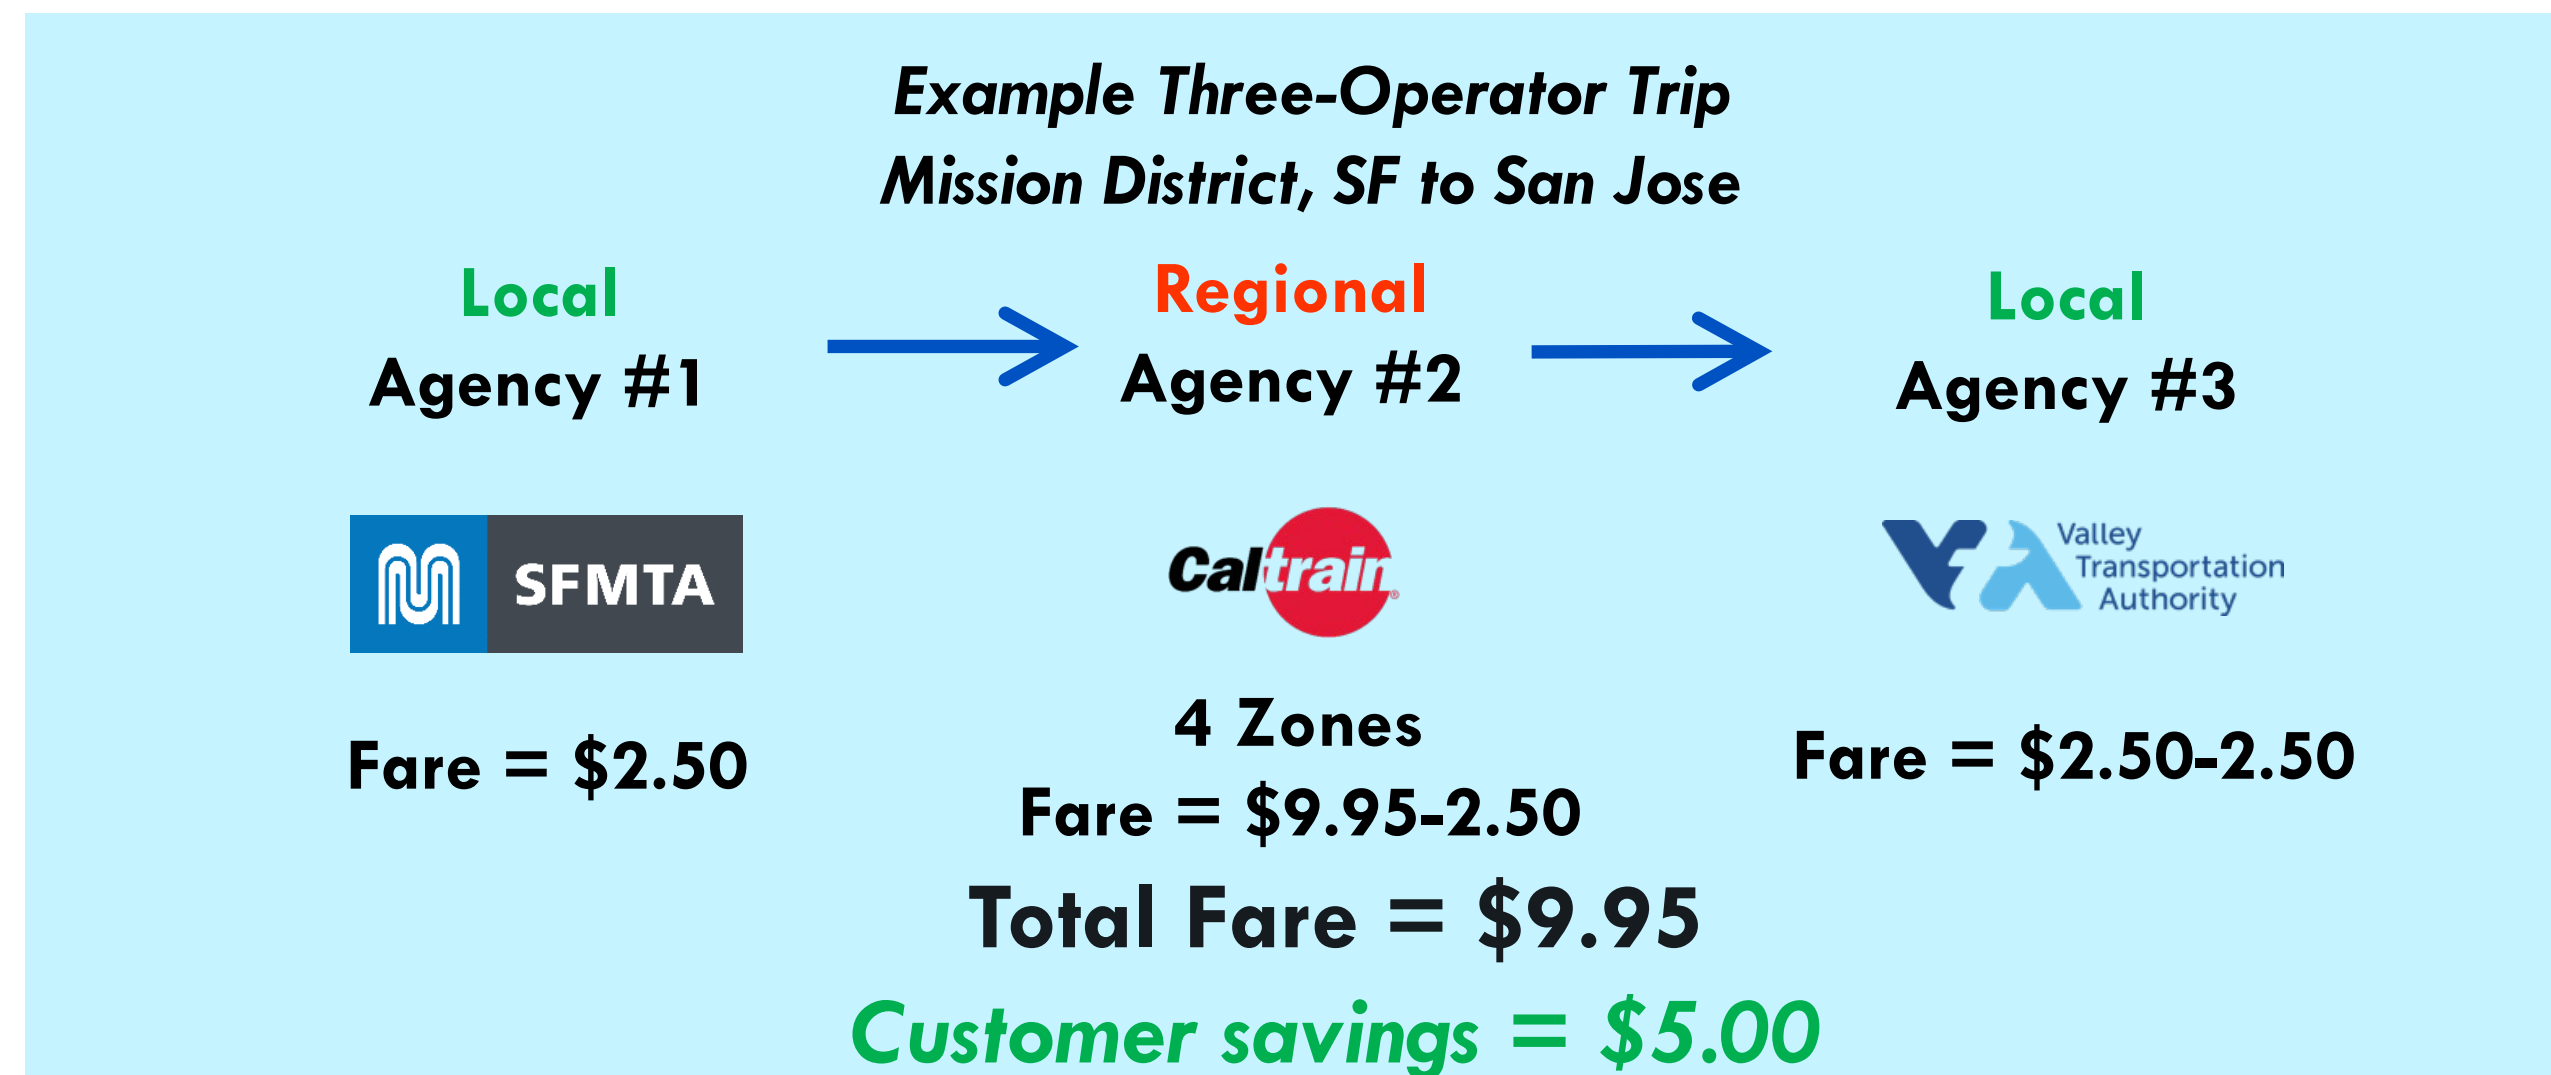 Example Three-Operator Trip
Mission District, SF to San Jose
Local
Agency #1
Regional
Agency #2
Local
Agency #3
SFMTA
Caltrain®
Valley
Transportation
Authority
Fare = $2.50
4 Zones
Fare = $9.95-2.50
Fare = $2.50-2.50
Total Fare = $9.95
Customer savings = $5.00